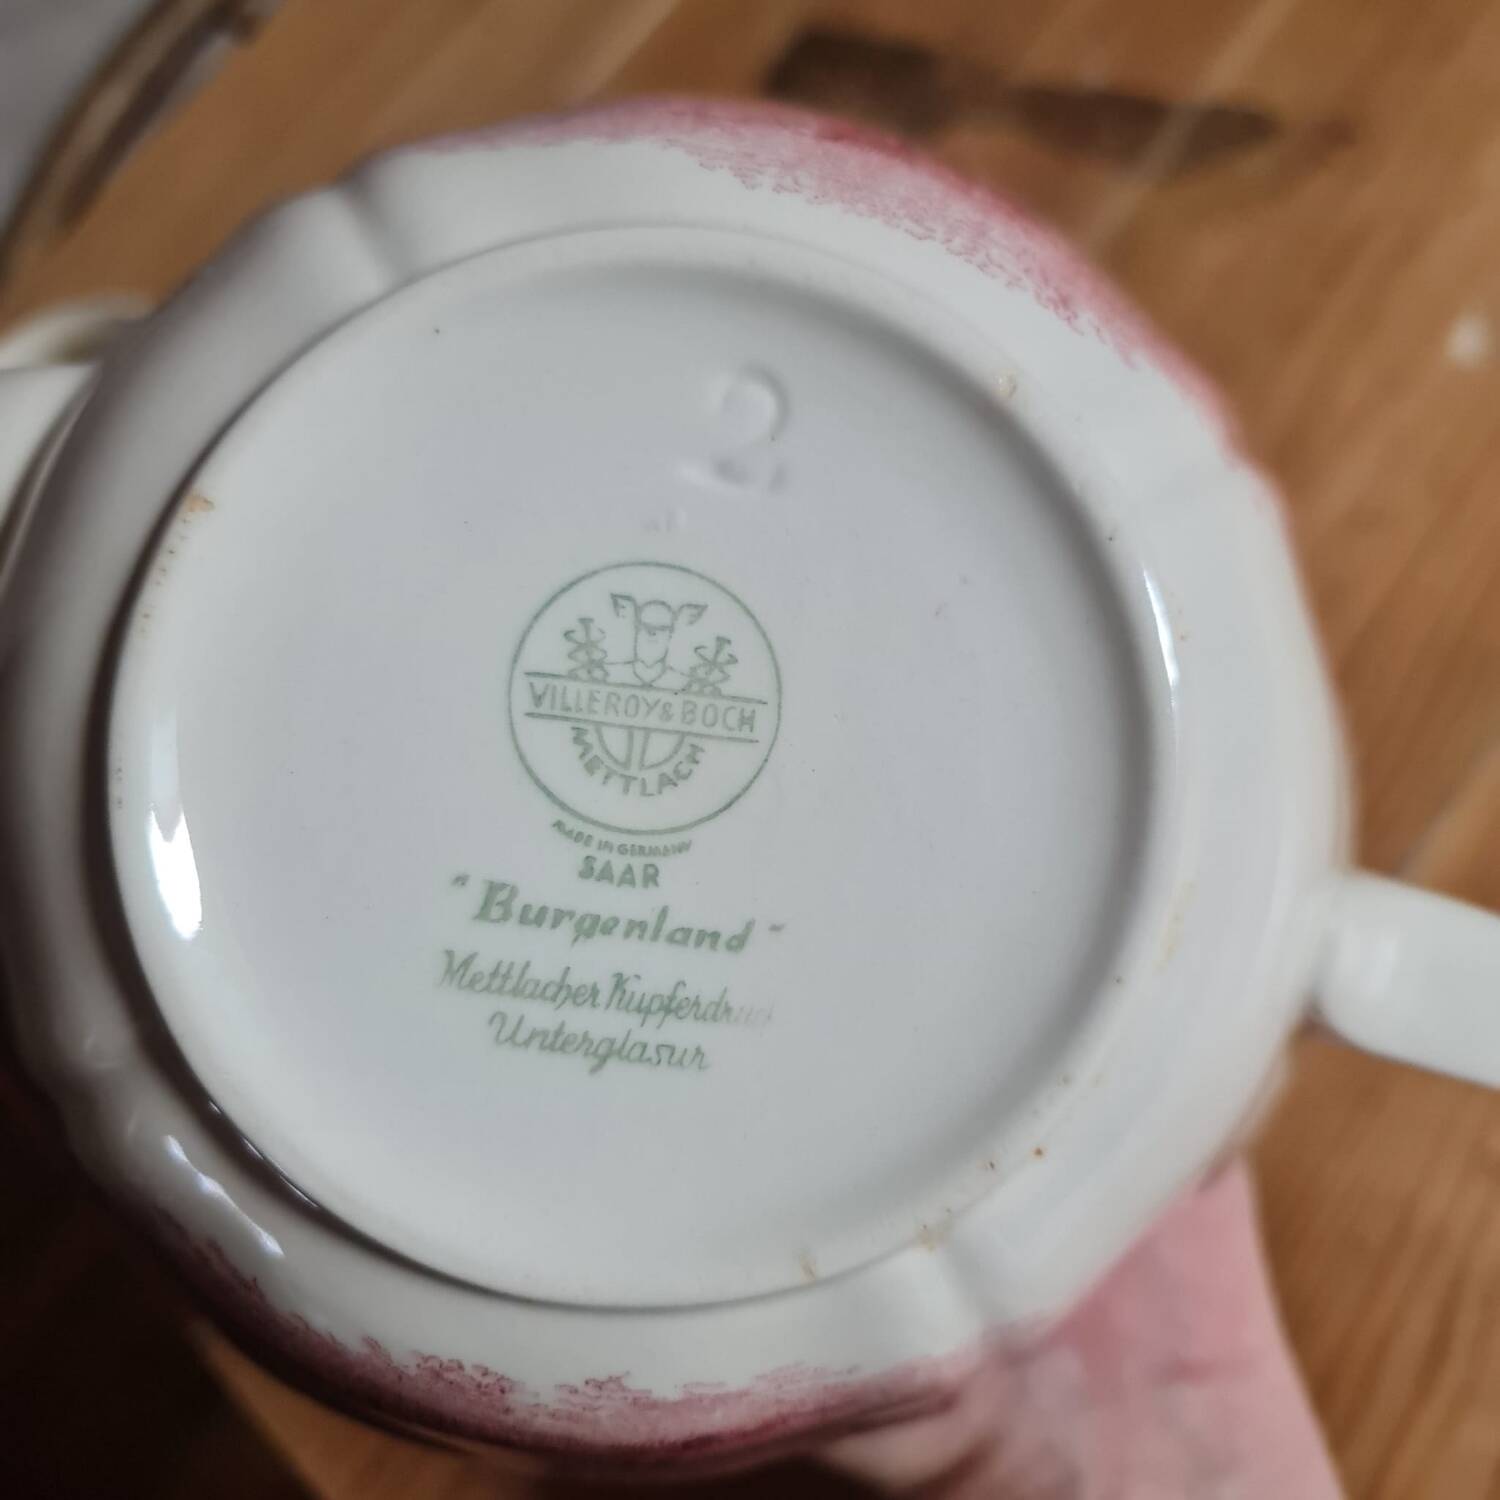 2
VILLEROY & BOCH
METTLACH
MADE IN GERMANY
SAAR
"Burgenland"
Mettlacher Kupferdruck
Unterglasur